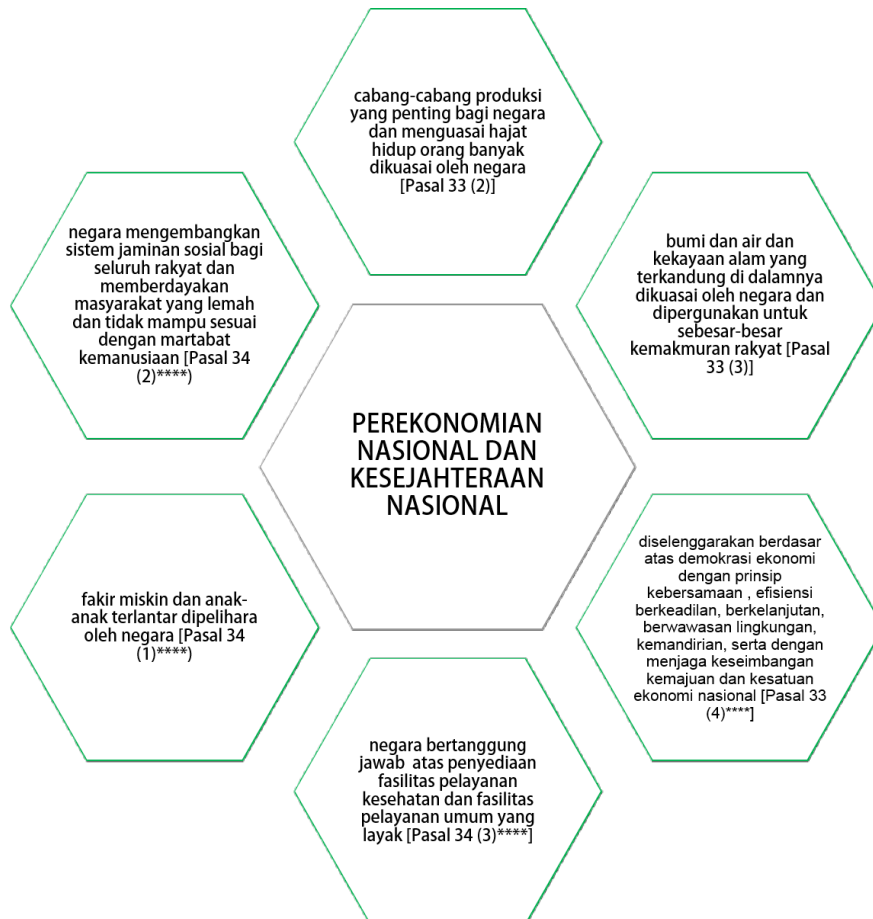 cabang-cabang produksi
yang penting bagi negara
dan menguasai hajat
hidup orang banyak
dikuasai oleh negara
[Pasal 33 (2)]
negara mengembangkan
sistem jaminan sosial bagi
seluruh rakyat dan
memberdayakan
masyarakat yang lemah
dan tidak mampu sesuai
dengan martabat
kemanusiaan [Pasal 34
(2)****)
bumi dan air dan
kekayaan alam yang
terkandung di dalamnya
dikuasai oleh negara dan
dipergunakan untuk
sebesar-besar
kemakmuran rakyat [Pasal
33 (3)]
PEREKONOMIAN
NASIONAL DAN
KESEJAHTERAAN
NASIONAL
fakir miskin dan anak-
anak terlantar dipelihara
oleh negara [Pasal 34
(1)****)
diselenggarakan berdasar
atas demokrasi ekonomi
dengan prinsip
kebersamaan , efisiensi
berkeadilan, berkelanjutan,
berwawasan lingkungan,
kemandirian, serta dengan
menjaga keseimbangan
kemajuan dan kesatuan
ekonomi nasional [Pasal 33
(4)****]
negara bertanggung
jawab  atas penyediaan
fasilitas pelayanan
kesehatan dan fasilitas
pelayanan umum yang
layak [Pasal 34 (3)****]